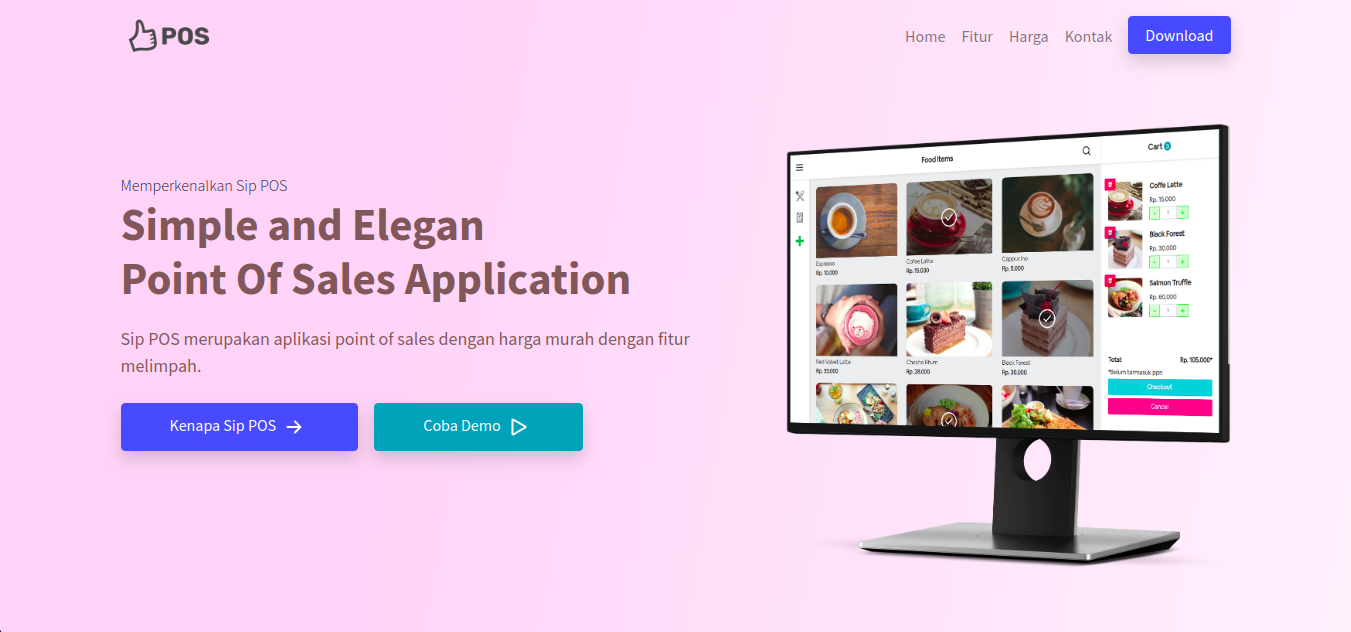 POS
Home
Fitur
Harga
Kontak
Download
Memperkenalkan Sip POS
Simple and Elegan
Point Of Sales Application
Sip POS merupakan aplikasi point of sales dengan harga murah dengan fitur
melimpah.
Kenapa Sip POS
Coba Demo
Food Items
Espresso
Rp. 10.000
Coffee Latte
Rp. 15.000
Cappucino
Rp. 5.000
Red Valvet Latte
Rp. 33.000
Chocho Rhum
Rp. 28.000
Black Forest
Rp. 30.000
Cart
Coffe Latte
Rp. 15.000
- 1 +
Black Forest
Rp. 30.000
- 1 +
Salmon Truffle
Rp. 60.000
- 1 +
Total: Rp. 105.000*
*Belum termasuk ppn
Checkout
Cancel